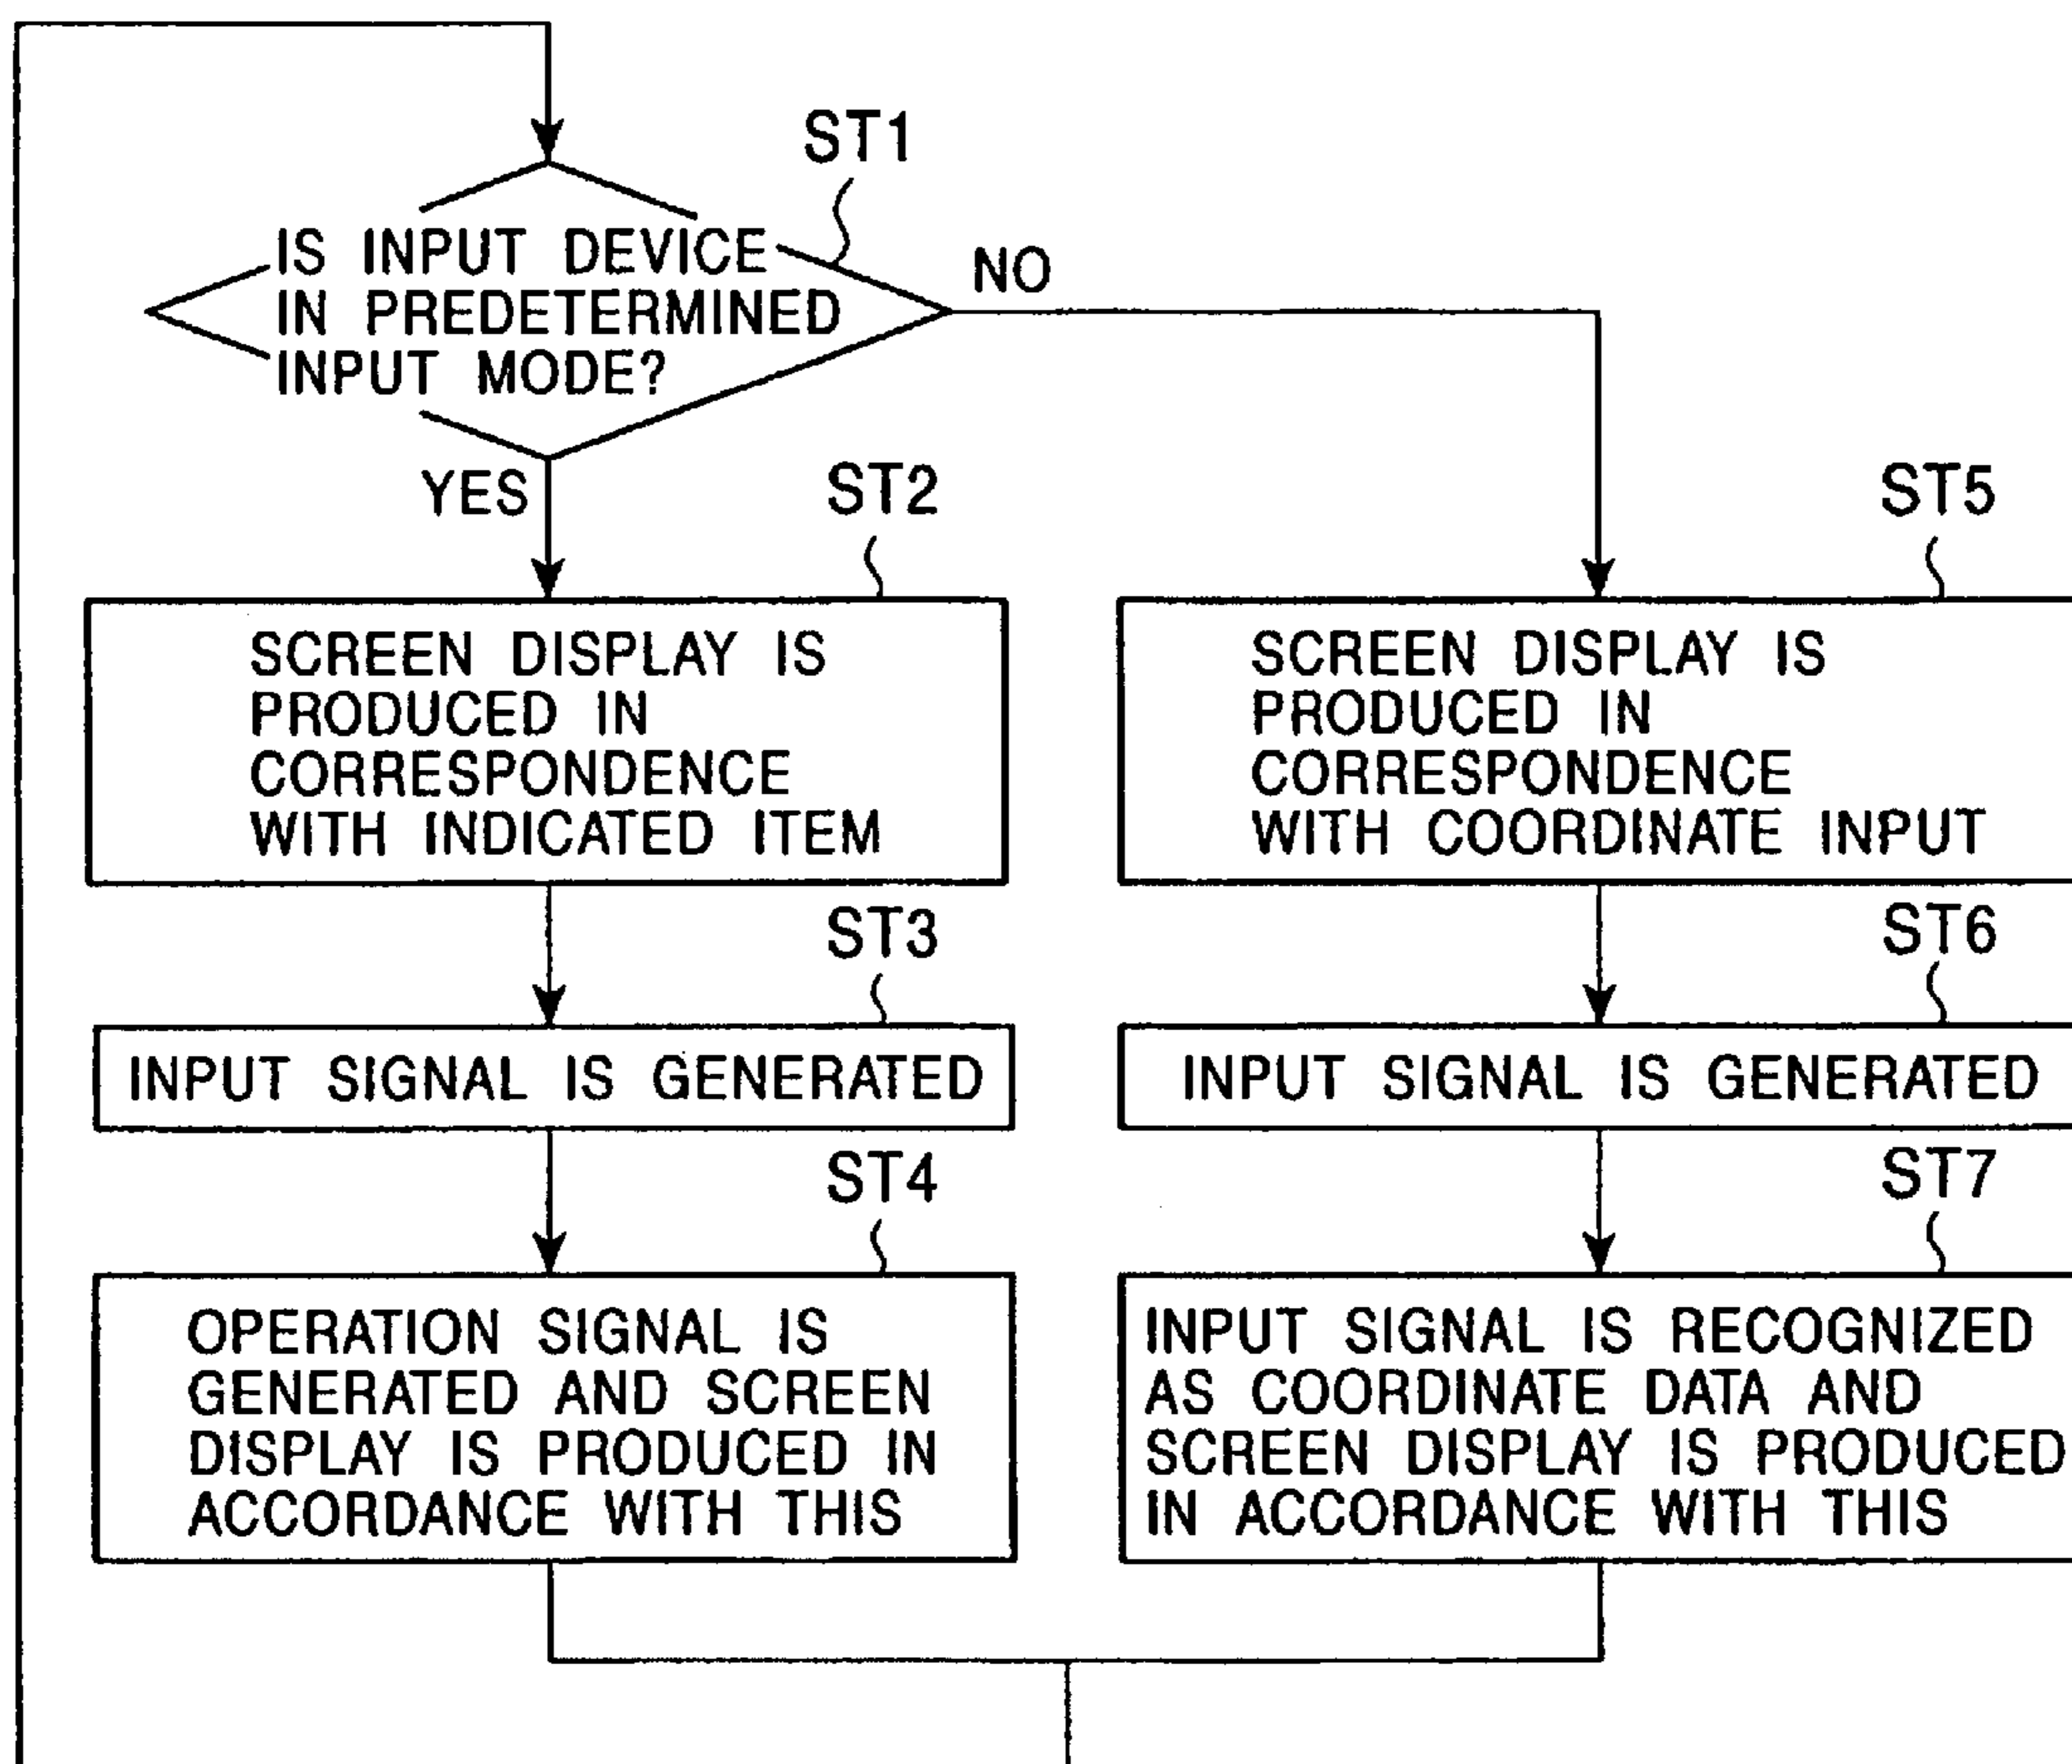 ST1
IS INPUT DEVICE
IN PREDETERMINED
INPUT MODE?
NO
YES
ST2
SCREEN DISPLAY IS
PRODUCED IN
CORRESPONDENCE
WITH INDICATED ITEM
ST3
INPUT SIGNAL IS GENERATED
ST4
OPERATION SIGNAL IS
GENERATED AND SCREEN
DISPLAY IS PRODUCED IN
ACCORDANCE WITH THIS
ST5
SCREEN DISPLAY IS
PRODUCED IN
CORRESPONDENCE
WITH COORDINATE INPUT
ST6
INPUT SIGNAL IS GENERATED
ST7
INPUT SIGNAL IS RECOGNIZED
AS COORDINATE DATA AND
SCREEN DISPLAY IS PRODUCED
IN ACCORDANCE WITH THIS